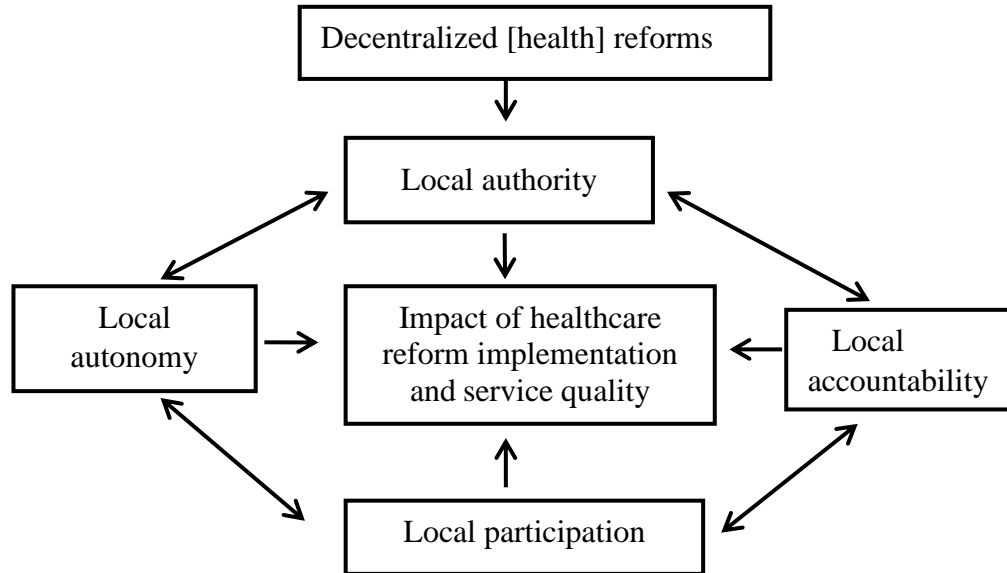 Decentralized [health] reforms
Local authority
Local
autonomy
Impact of healthcare
reform implementation
and service quality
Local
accountability
Local participation